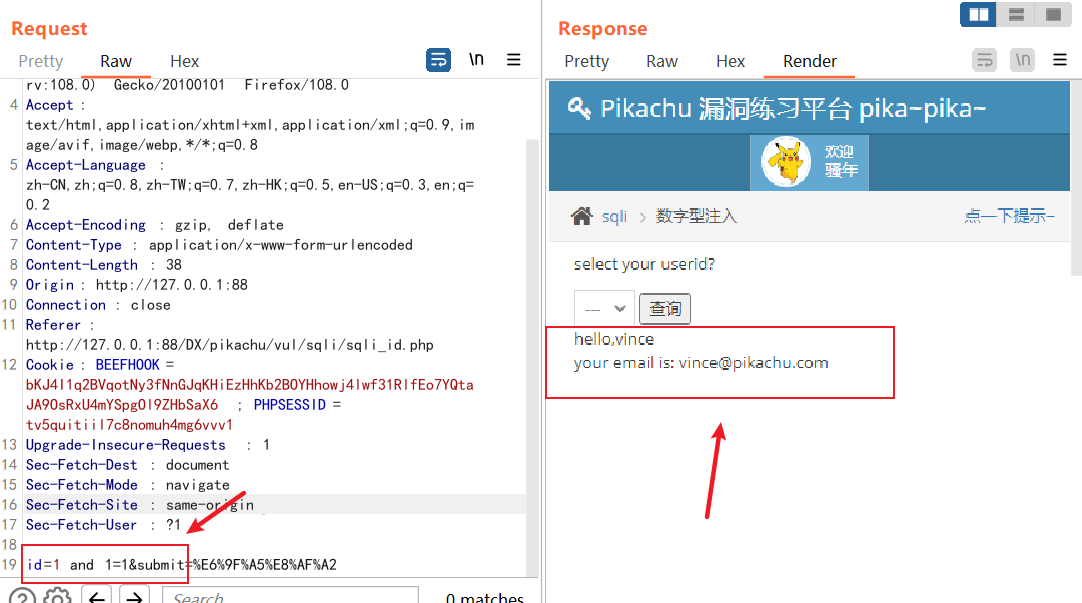 Request
Pretty Raw Hex \n
rv:108.0) Gecko/20100101 Firefox/108.0
4 Accept :
text/html,application/xhtml+xml,application/xml;q=0.9,im
age/avif,image/webp,*/*;q=0.8
5 Accept-Language :
zh-CN,zh;q=0.8,zh-TW;q=0.7,zh-HK;q=0.5,en-US;q=0.3,en;q=
0.2
6 Accept-Encoding : gzip, deflate
7 Content-Type : application/x-www-form-urlencoded
8 Content-Length : 38
9 Origin : http://127.0.0.1:88
10 Connection : close
11 Referer :
http://127.0.0.1:88/DX/pikachu/vul/sqli/sqli_id.php
12 Cookie : BEEFHOOK =
bKJ4l1q2BVqotNy3fNnGJqKHiEzHhKb2BOYHhowj4lwf31RlfEo7YQta
JA9OsRxU4mYSpgOl9ZHbSaX6 ; PHPSESSID =
tv5quitiil7c8nomuh4mg6vvv1
13 Upgrade-Insecure-Requests : 1
14 Sec-Fetch-Dest : document
15 Sec-Fetch-Mode : navigate
16 Sec-Fetch-Site : same-origin
17 Sec-Fetch-User : ?1
18
19 id=1 and 1=1&submit=%E6%9F%A5%E8%AF%A2
Search... 0 matches
Response
Pretty Raw Hex Render \n
Pikachu 漏洞练习平台 pika~pika~
欢迎
骚年
sqli > 数字型注入 点一下提示~
select your userid?
--- 查询
hello,vince
your email is: vince@pikachu.com